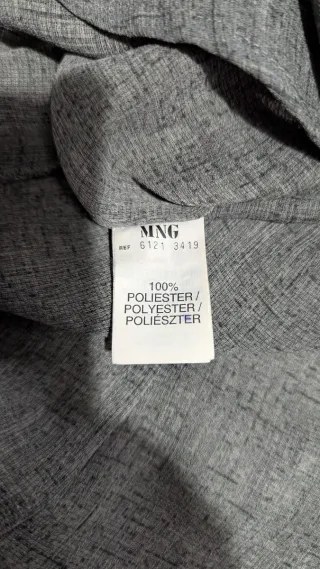 MNG
REF 6121 3419
100%
POLIESTER /
POLYESTER /
POLIÉSZTER